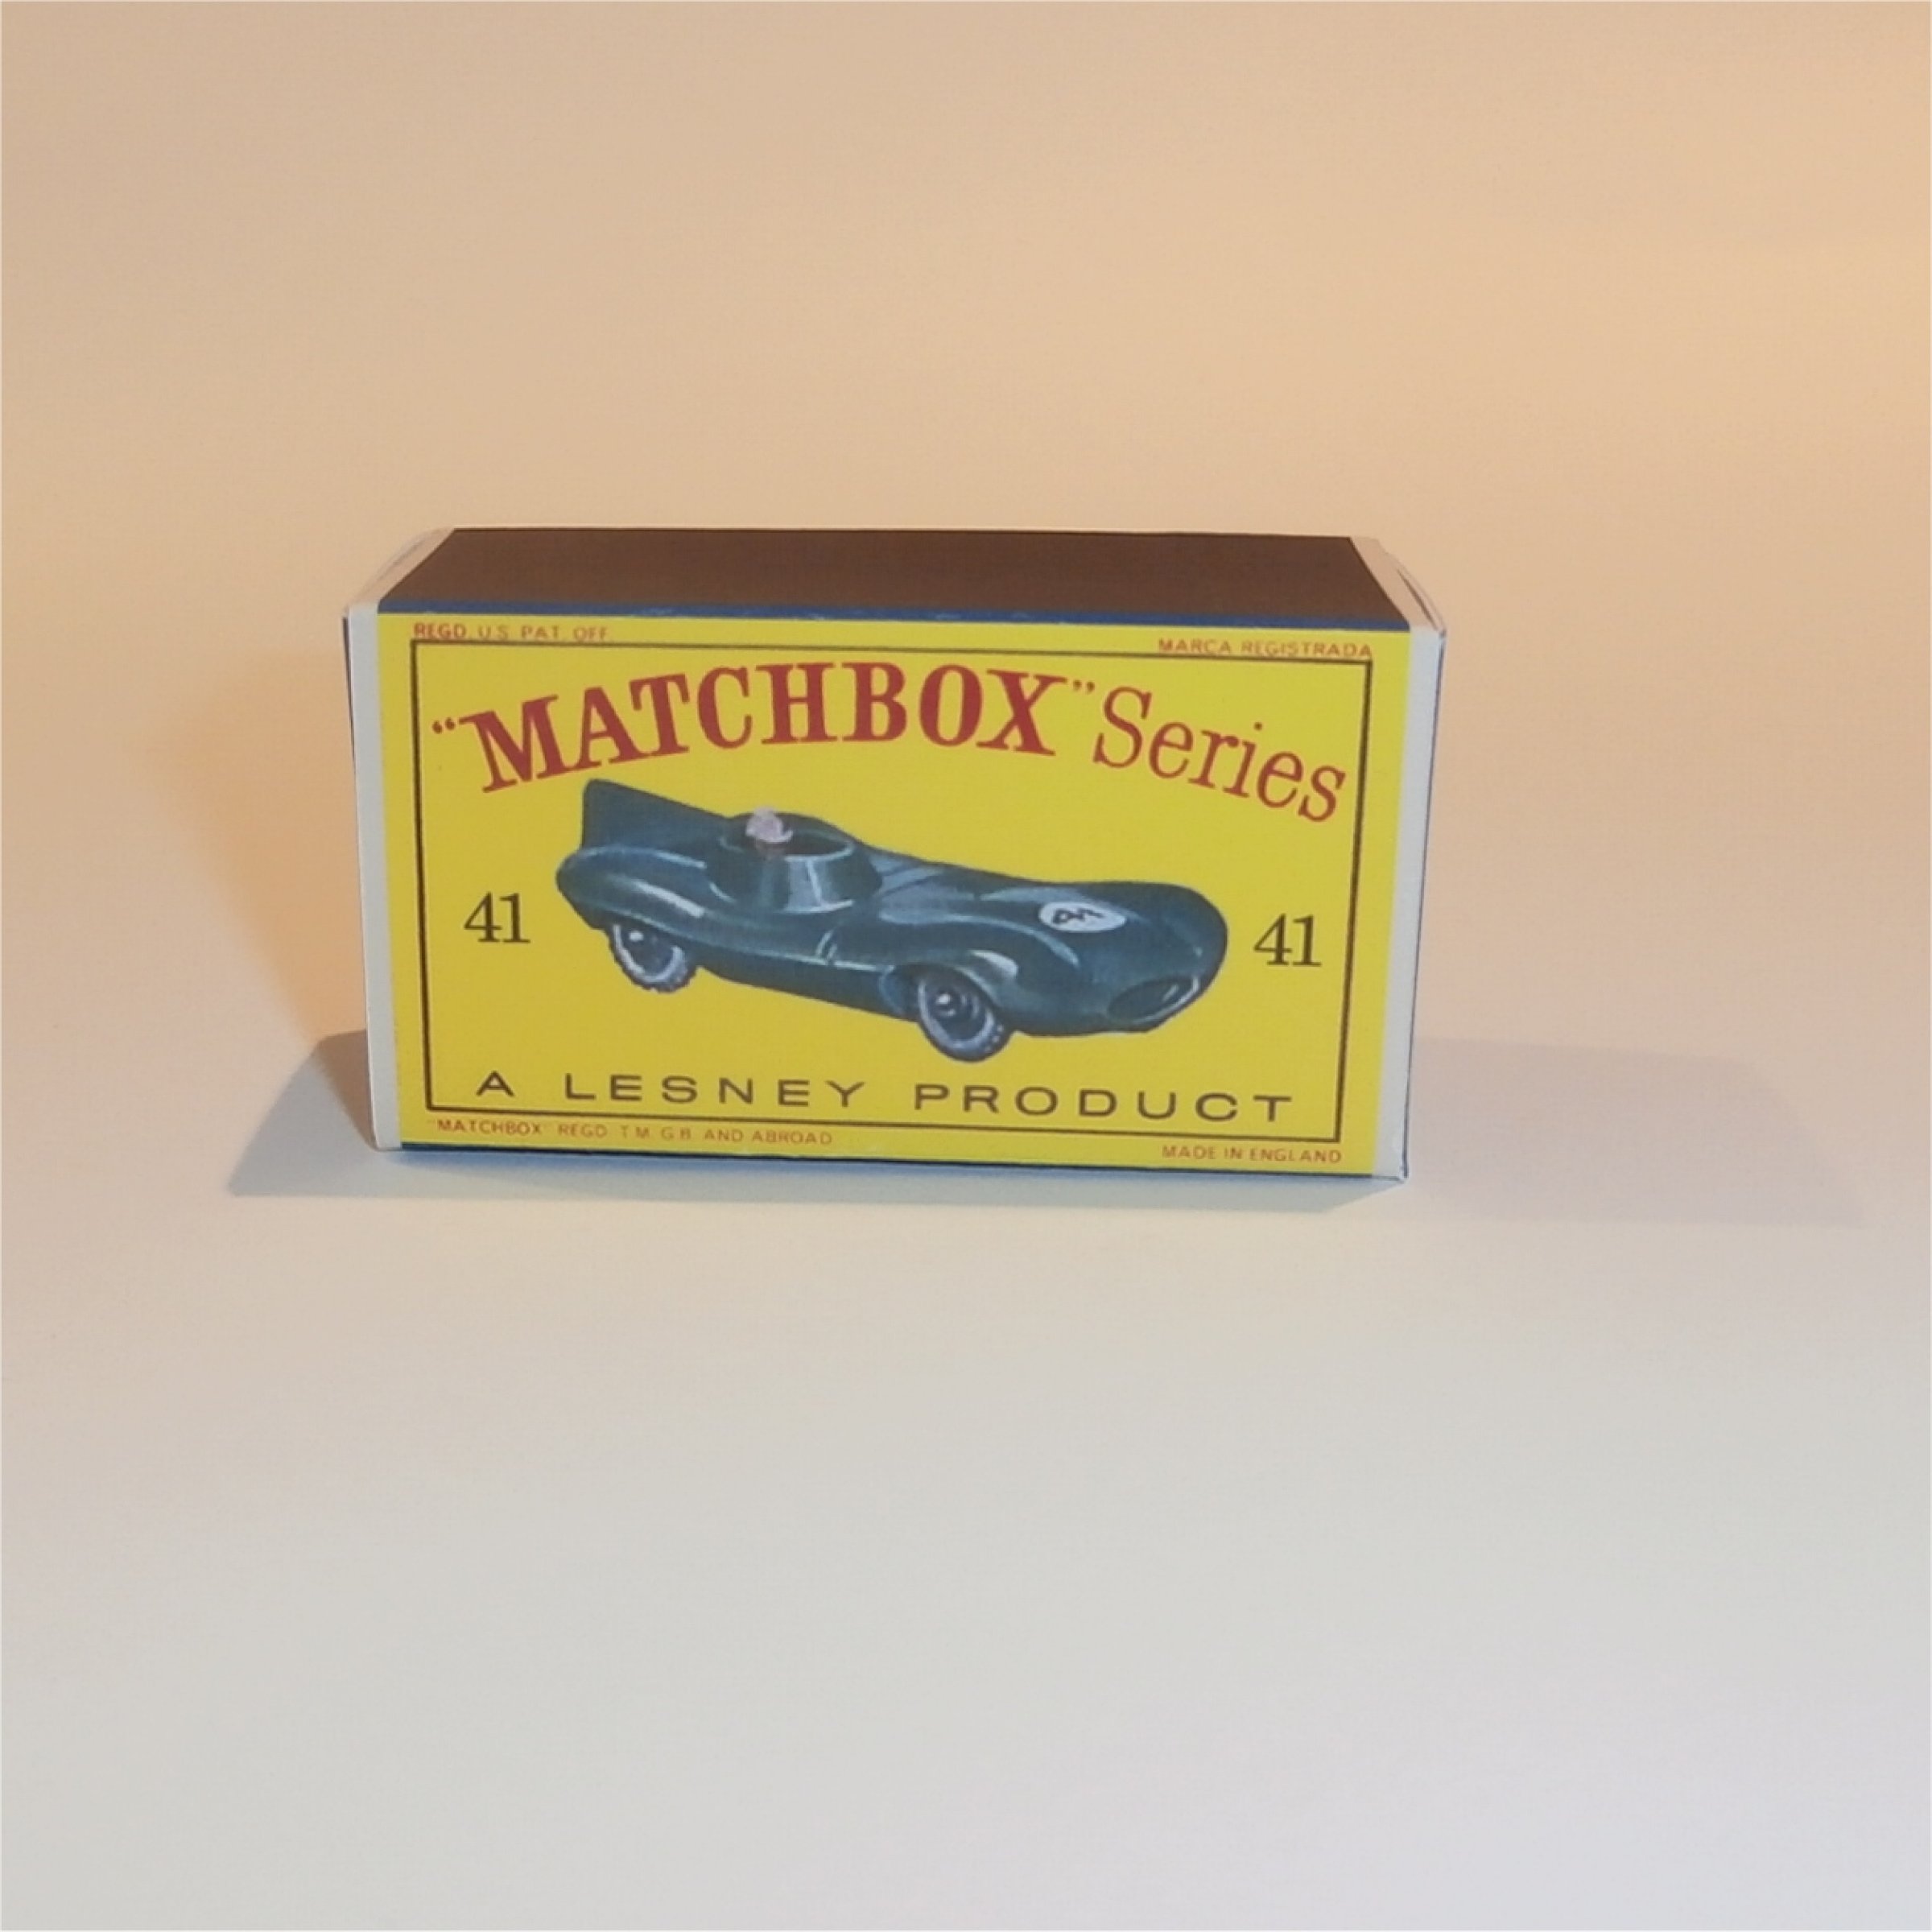 REGD. U.S. PAT. OFF.
MARCA REGISTRADA
"MATCHBOX" Series
41
41
A LESNEY PRODUCT
"MATCHBOX" REGD. T.M. G.B. AND ABROAD
MADE IN ENGLAND